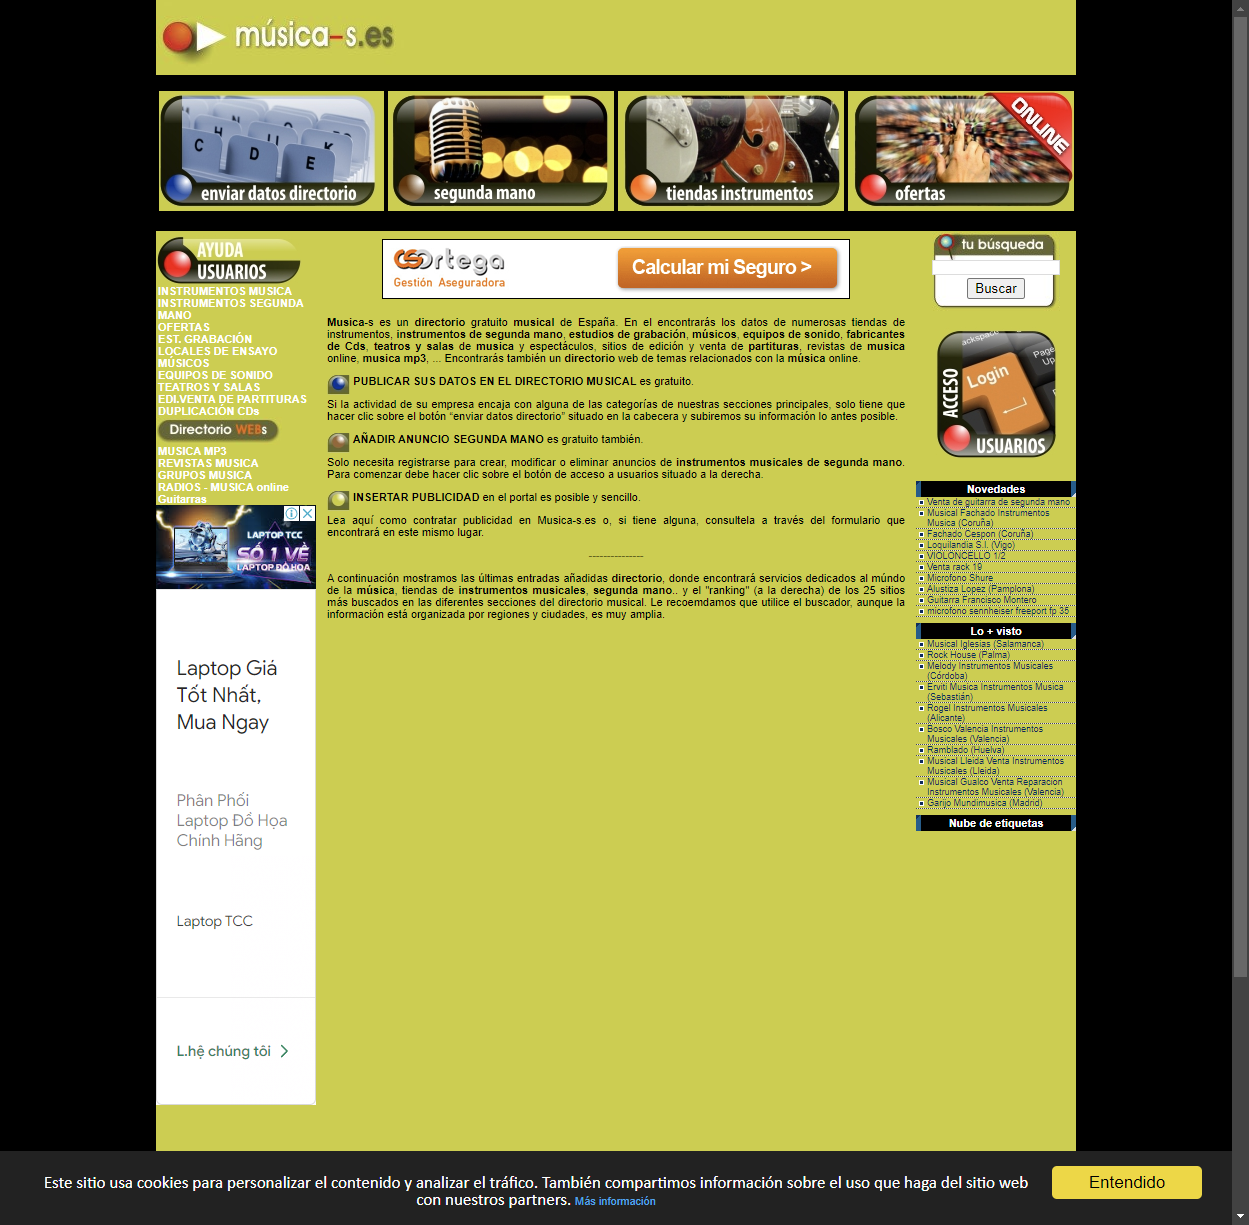 música-s.es
C H U K
C D E
enviar datos directorio
segunda mano
tiendas instrumentos
ONLINE
ofertas
AYUDA
USUARIOS
INSTRUMENTOS MUSICA
INSTRUMENTOS SEGUNDA
MANO
OFERTAS
EST. GRABACIÓN
LOCALES DE ENSAYO
MÚSICOS
EQUIPOS DE SONIDO
TEATROS Y SALAS
EDI.VENTA DE PARTITURAS
DUPLICACIÓN CDs
Directorio WEBs
MUSICA MP3
REVISTAS MUSICA
GRUPOS MUSICA
RADIOS - MUSICA online
Guitarras
LAPTOP TCC
SỐ 1 VỀ
LAPTOP ĐỒ HỌA
Laptop Giá
Tốt Nhất,
Mua Ngay
Phân Phối
Laptop Đồ Họa
Chính Hãng
Laptop TCC
L.hệ chúng tôi
CSOrtega
Gestión Aseguradora
Calcular mi Seguro >
Musica-s es un directorio gratuito musical de España. En el encontrarás los datos de numerosas tiendas de
instrumentos, instrumentos de segunda mano, estudios de grabación, músicos, equipos de sonido, fabricantes
de Cds, teatros y salas de musica y espectáculos, sitios de edición y venta de partituras, revistas de musica
online, musica mp3, ... Encontrarás también un directorio web de temas relacionados con la música online.
PUBLICAR SUS DATOS EN EL DIRECTORIO MUSICAL es gratuito.
Si la actividad de su empresa encaja con alguna de las categorías de nuestras secciones principales, solo tiene que
hacer clic sobre el botón “enviar datos directorio” situado en la cabecera y subiremos su información lo antes posible.
AÑADIR ANUNCIO SEGUNDA MANO es gratuito también.
Solo necesita registrarse para crear, modificar o eliminar anuncios de instrumentos musicales de segunda mano.
Para comenzar debe hacer clic sobre el botón de acceso a usuarios situado a la derecha.
INSERTAR PUBLICIDAD en el portal es posible y sencillo.
Lea aquí como contratar publicidad en Musica-s.es o, si tiene alguna, consultela a través del formulario que
encontrará en este mismo lugar.
---------------
A continuación mostramos las últimas entradas añadidas directorio, donde encontrará servicios dedicados al múndo
de la música, tiendas de instrumentos musicales, segunda mano.. y el "ranking" (a la derecha) de los 25 sitios
más buscados en las diferentes secciones del directorio musical. Le recoemdamos que utilice el buscador, aunque la
información está organizada por regiones y ciudades, es muy amplia.
tu búsqueda
Buscar
ackspace
Page
Up
Login
ACCESO
USUARIOS
Novedades
Venta de guitarra de segunda mano
Musical Fachado Instrumentos
Musica (Coruña)
Fachado Cespon (Coruña)
Loquilandia S.l. (Vigo)
VIOLONCELLO 1/2
Venta rack 19
Microfono Shure
Alustiza Lopez (Pamplona)
Guitarra Francisco Montero
microfono sennheiser freeport fp 35
Lo + visto
Musical Iglesias (Salamanca)
Rock House (Palma)
Melody Instrumentos Musicales
(Córdoba)
Erviti Musica Instrumentos Musica
(Sebastián)
Rogel Instrumentos Musicales
(Alicante)
Bosco Valencia Instrumentos
Musicales (Valencia)
Ramblado (Huelva)
Musical Lleida Venta Instrumentos
Musicales (Lleida)
Musical Gualco Venta Reparacion
Instrumentos Musicales (Valencia)
Garijo Mundimusica (Madrid)
Nube de etiquetas
Este sitio usa cookies para personalizar el contenido y analizar el tráfico. También compartimos información sobre el uso que haga del sitio web
con nuestros partners. Más información
Entendido